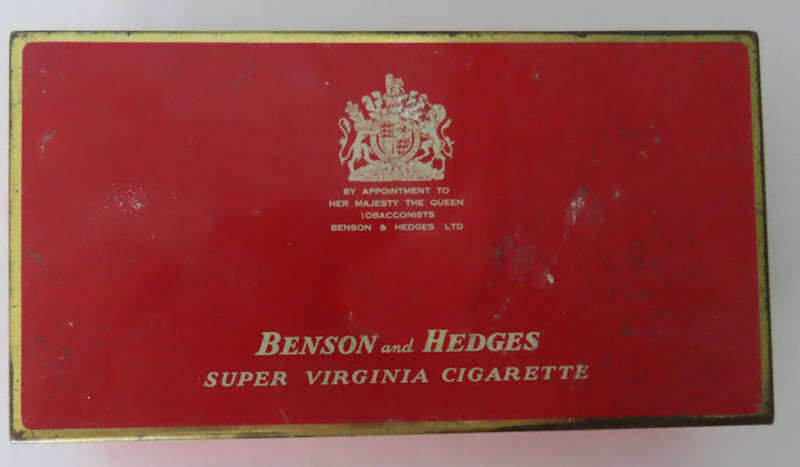 BY APPOINTMENT TO
HER MAJESTY THE QUEEN
TOBACCONISTS
BENSON & HEDGES LTD
BENSON and HEDGES
SUPER VIRGINIA CIGARETTE